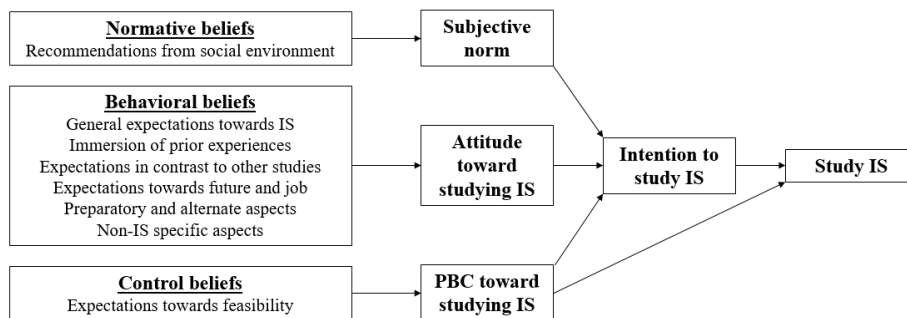 Normative beliefs
Recommendations from social environment
Subjective
norm
Behavioral beliefs
General expectations towards IS
Immersion of prior experiences
Expectations in contrast to other studies
Expectations towards future and job
Preparatory and alternate aspects
Non-IS specific aspects
Attitude toward
studying IS
Intention to
study IS
Study IS
Control beliefs
Expectations towards feasibility
PBC toward
studying IS